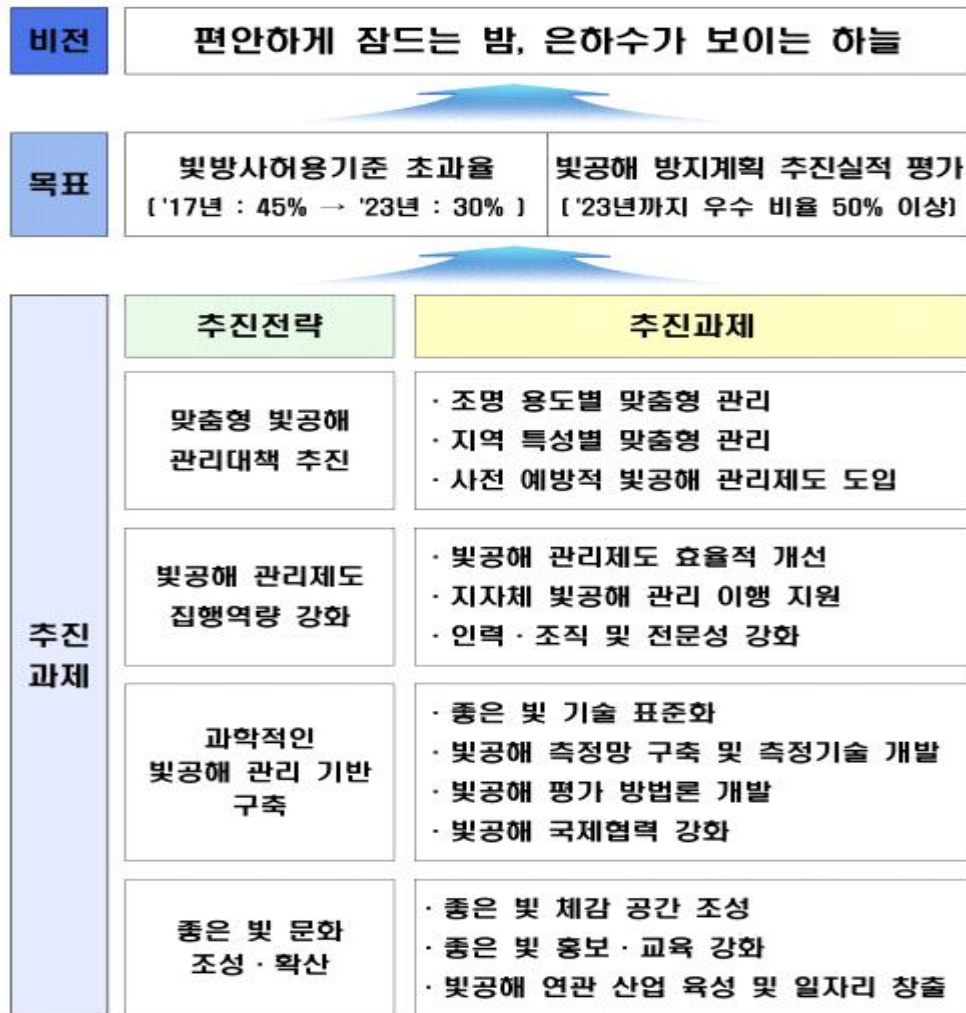 비전
편안하게 잠드는 밤, 은하수가 보이는 하늘
목표
빛방사허용기준 초과율
( '17년 : 45% → '23년 : 30% )
빛공해 방지계획 추진실적 평가
( '23년까지 우수 비율 50% 이상)
추진
과제
추진전략
추진과제
맞춤형 빛공해
관리대책 추진
· 조명 용도별 맞춤형 관리
· 지역 특성별 맞춤형 관리
· 사전 예방적 빛공해 관리제도 도입
빛공해 관리제도
집행역량 강화
· 빛공해 관리제도 효율적 개선
· 지자체 빛공해 관리 이행 지원
· 인력 · 조직 및 전문성 강화
과학적인
빛공해 관리 기반
구축
· 좋은 빛 기술 표준화
· 빛공해 측정망 구축 및 측정기술 개발
· 빛공해 평가 방법론 개발
· 빛공해 국제협력 강화
좋은 빛 문화
조성 · 확산
· 좋은 빛 체감 공간 조성
· 좋은 빛 홍보 · 교육 강화
· 빛공해 연관 산업 육성 및 일자리 창출